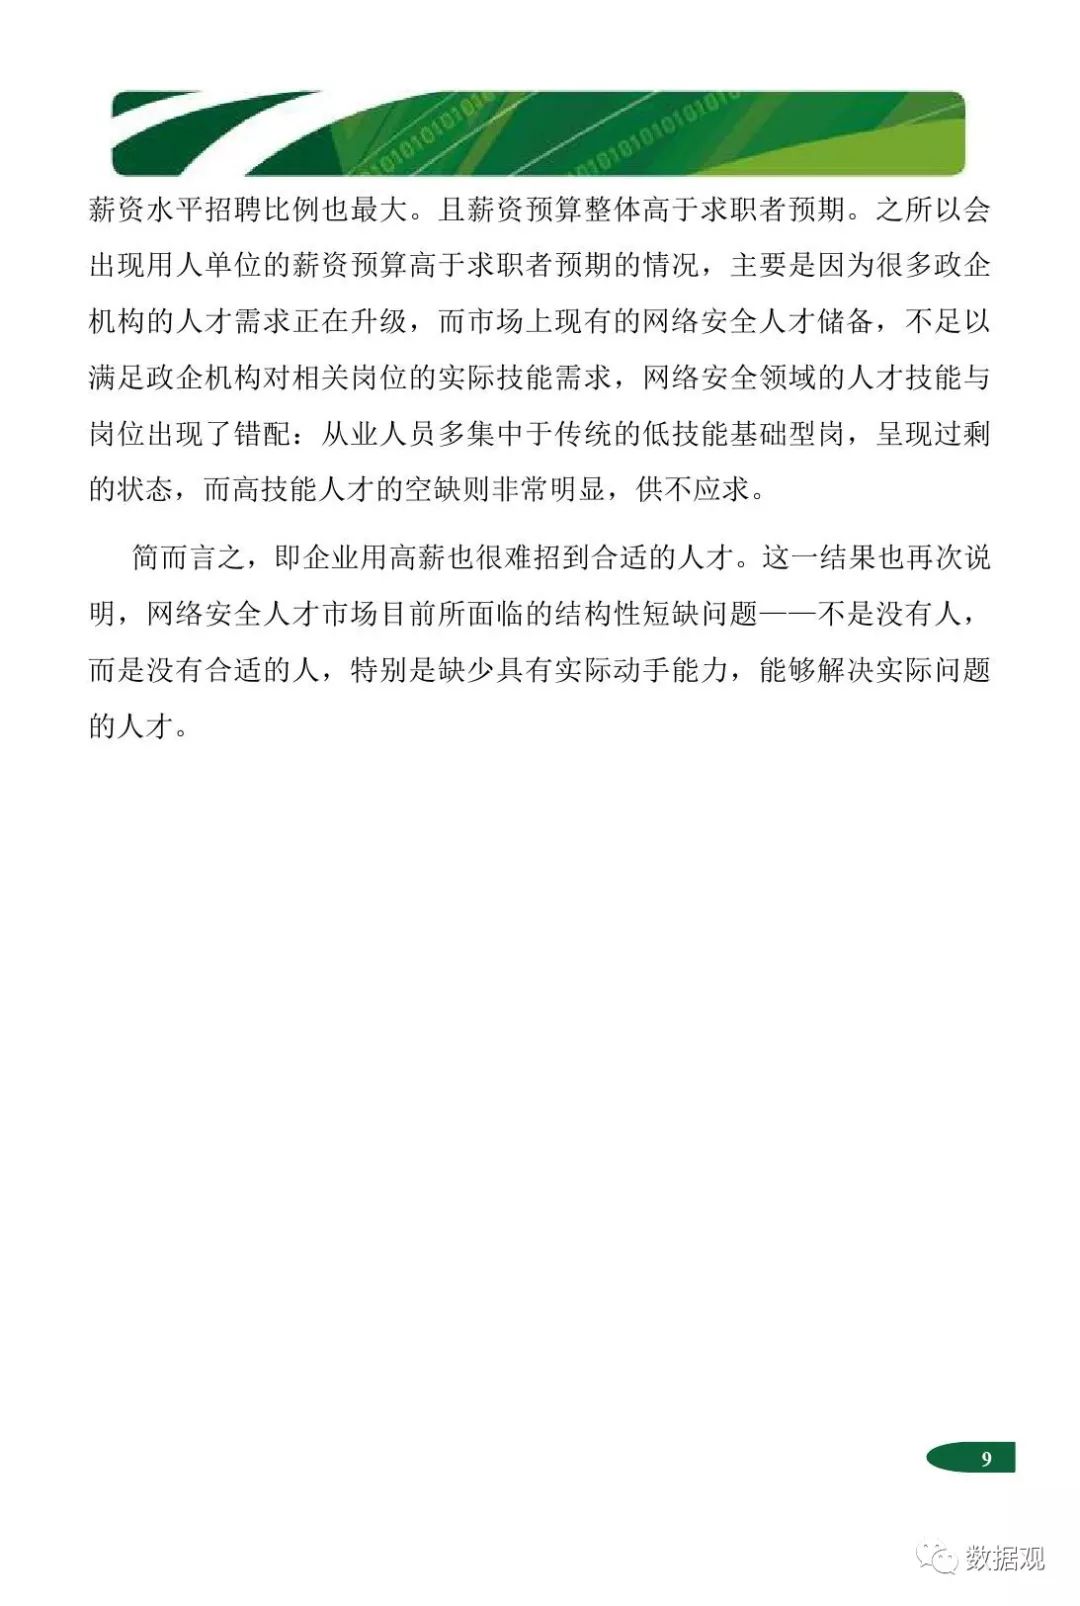 薪资水平招聘比例也最大。且薪资预算整体高于求职者预期。之所以会
出现用人单位的薪资预算高于求职者预期的情况，主要是因为很多政企
机构的人才需求正在升级，而市场上现有的网络安全人才储备，不足以
满足政企机构对相关岗位的实际技能需求，网络安全领域的人才技能与
岗位出现了错配：从业人员多集中于传统的低技能基础型岗，呈现过剩
的状态，而高技能人才的空缺则非常明显，供不应求。
简而言之，即企业用高薪也很难招到合适的人才。这一结果也再次说
明，网络安全人才市场目前所面临的结构性短缺问题——不是没有人，
而是没有合适的人，特别是缺少具有实际动手能力，能够解决实际问题
的人才。
9
数据观